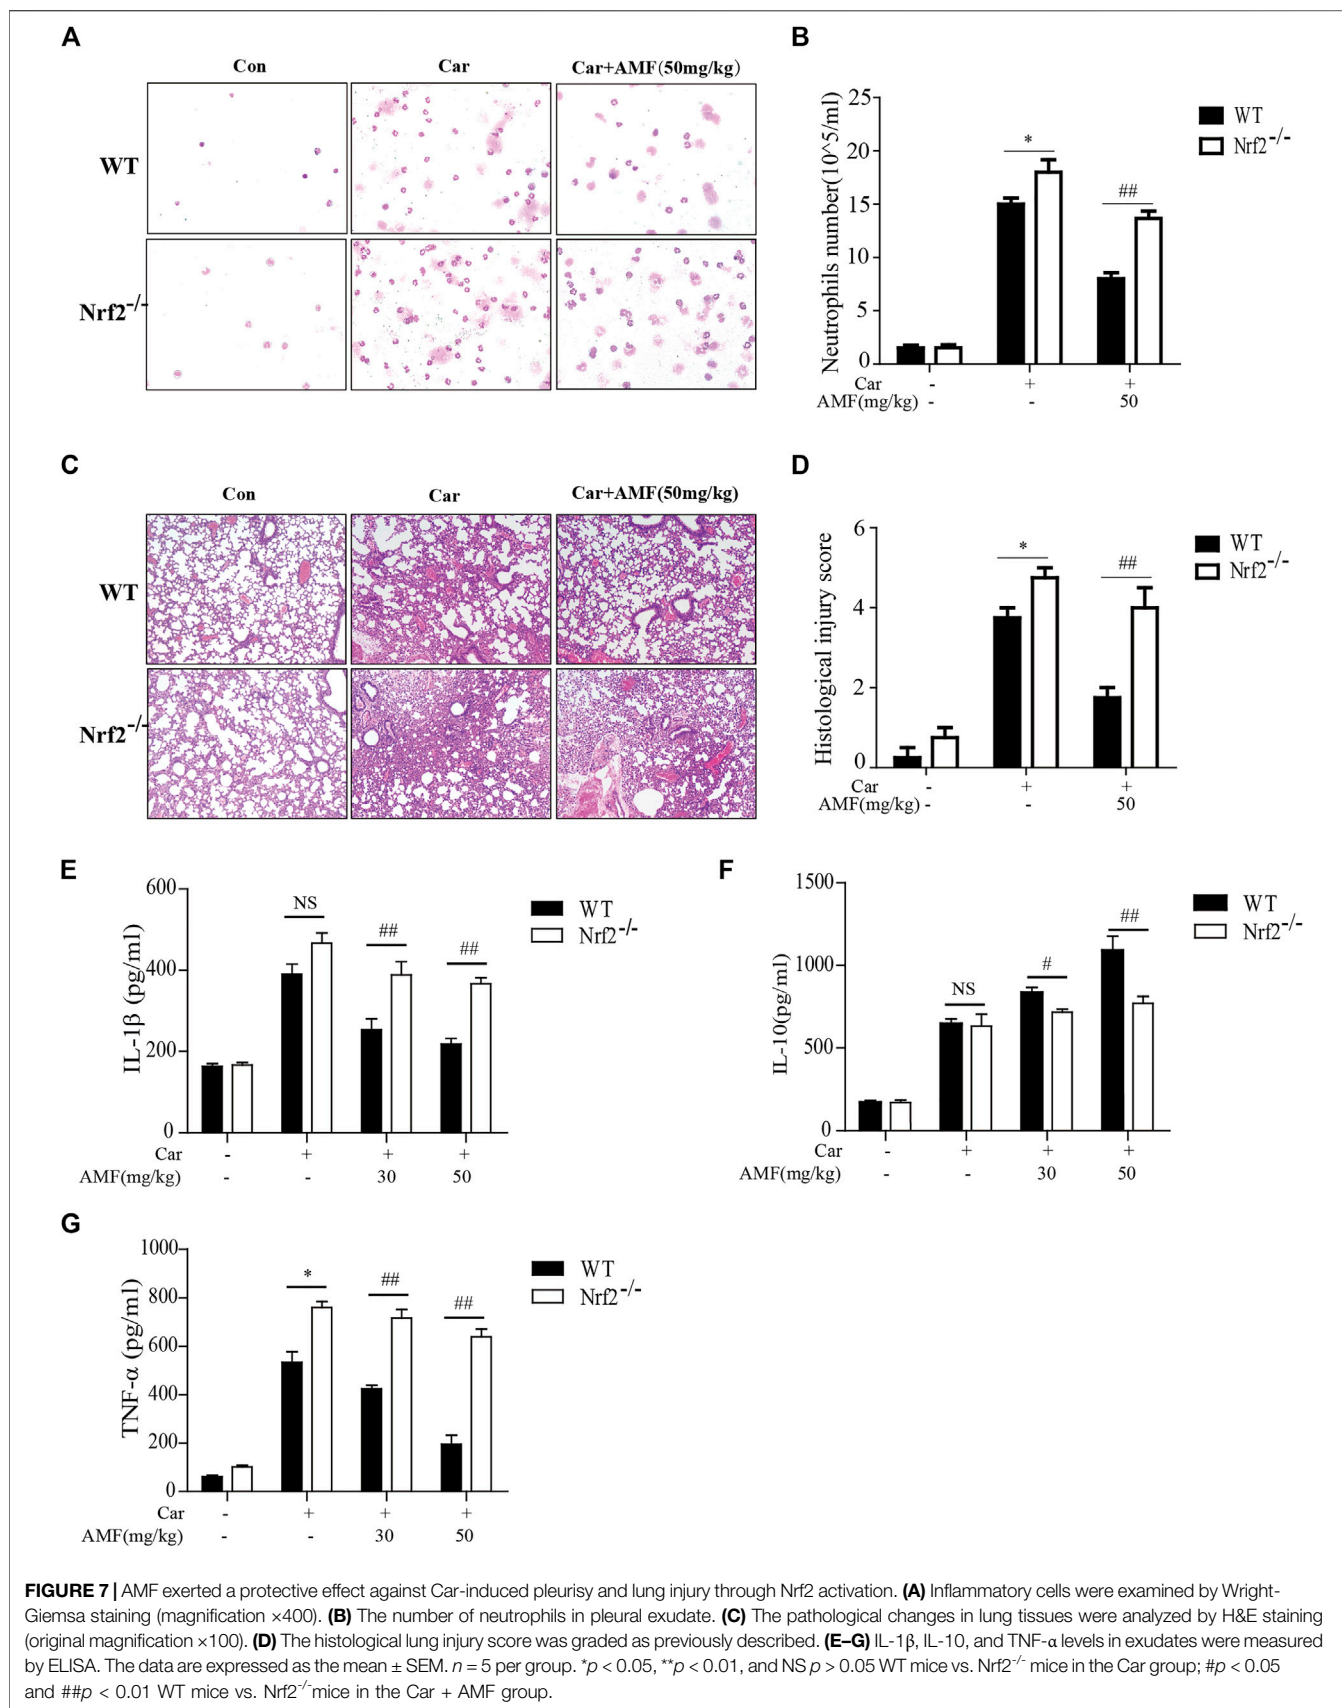 A
Con
Car
Car+AMF(50mg/kg)
WT
Nrf2-/-
B
Neutrophils number(10^5/ml)
25
20
15
10
5
0
*
##
WT
Nrf2-/-
Car - + +
AMF(mg/kg) - - 50
C
Con
Car
Car+AMF(50mg/kg)
WT
Nrf2-/-
D
Histological injury score
6
4
2
0
*
##
WT
Nrf2-/-
Car - + +
AMF(mg/kg) - - 50
E
IL-1β (pg/ml)
600
400
200
0
NS
##
##
WT
Nrf2-/-
Car - + + +
AMF(mg/kg) - - 30 50
F
IL-10(pg/ml)
1500
1000
500
0
NS
#
##
WT
Nrf2-/-
Car - + + +
AMF(mg/kg) - - 30 50
G
TNF-α (pg/ml)
1000
800
600
400
200
0
*
##
##
WT
Nrf2-/-
Car - + + +
AMF(mg/kg) - - 30 50
FIGURE 7 | AMF exerted a protective effect against Car-induced pleurisy and lung injury through Nrf2 activation. (A) Inflammatory cells were examined by Wright-
Giemsa staining (magnification ×400). (B) The number of neutrophils in pleural exudate. (C) The pathological changes in lung tissues were analyzed by H&E staining
(original magnification ×100). (D) The histological lung injury score was graded as previously described. (E–G) IL-1β, IL-10, and TNF-α levels in exudates were measured
by ELISA. The data are expressed as the mean ± SEM. n = 5 per group. *p < 0.05, **p < 0.01, and NS p > 0.05 WT mice vs. Nrf2-/- mice in the Car group; #p < 0.05
and ##p < 0.01 WT mice vs. Nrf2-/-mice in the Car + AMF group.